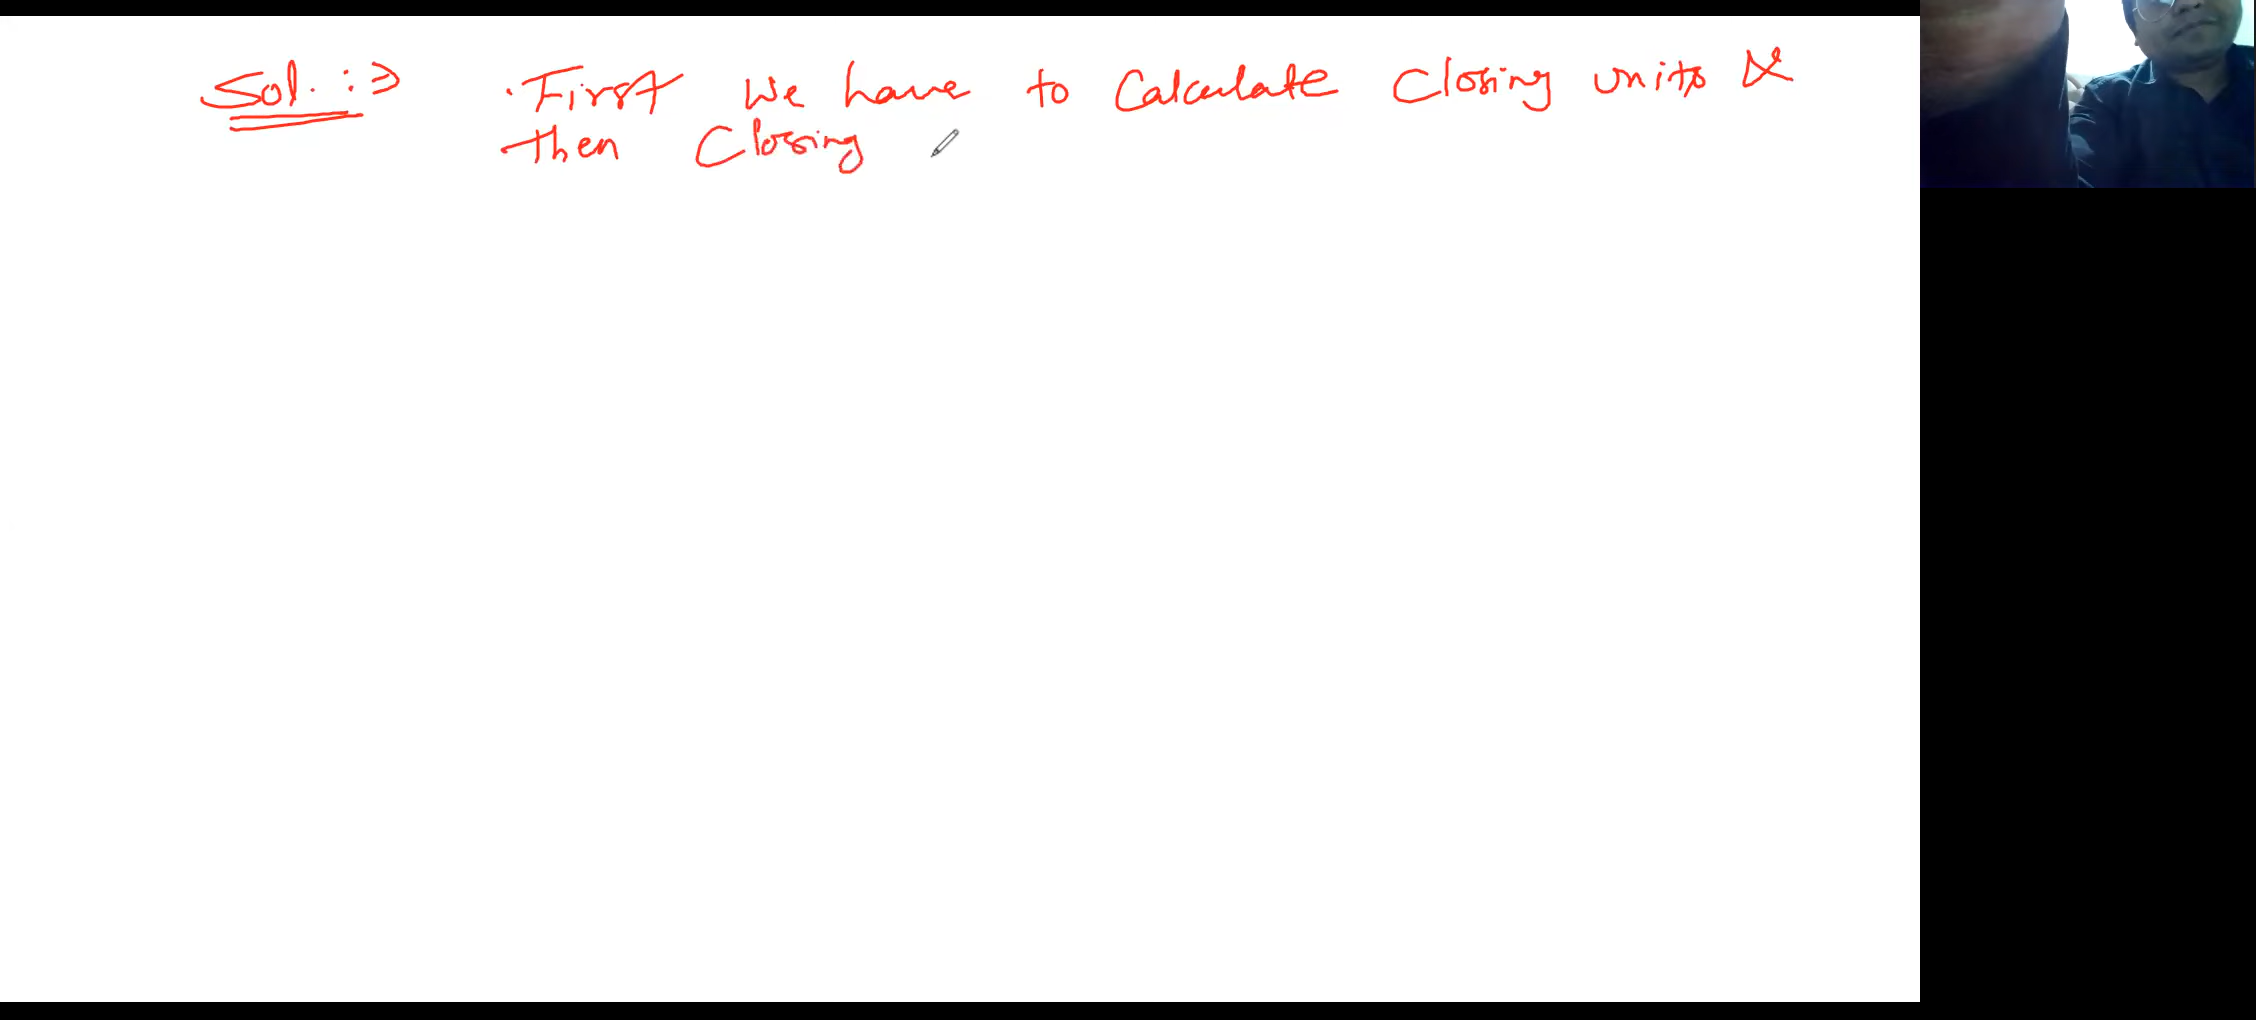 Sol. :⇒ . First we have to Calculate Closing units &
then Closing